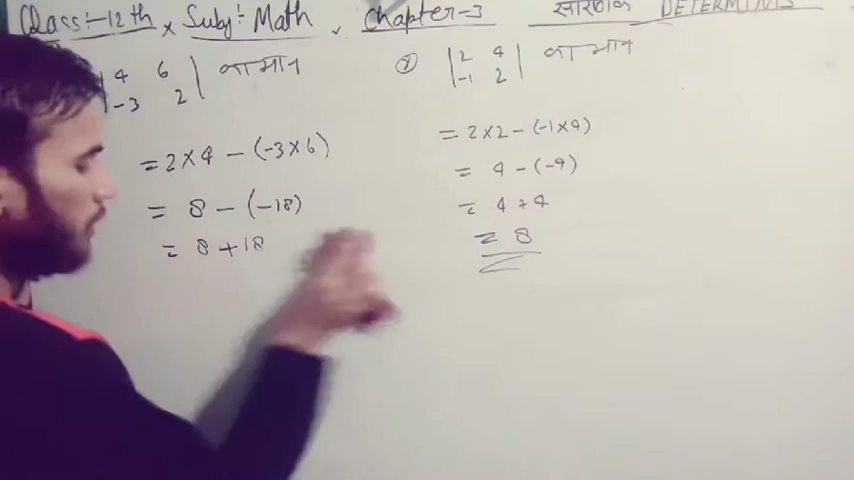 Class:-12th x Subj:- Math, Chapter-3 सारणिक DETERMINTS
| 4 6 | का मान
| -3 2 |
= 2×4 - (-3×6)
= 8 - (-18)
= 8 + 18
② | 2 4 | का मान
| -1 2 |
= 2×2 - (-1×4)
= 4 - (-4)
= 4 + 4
= 8